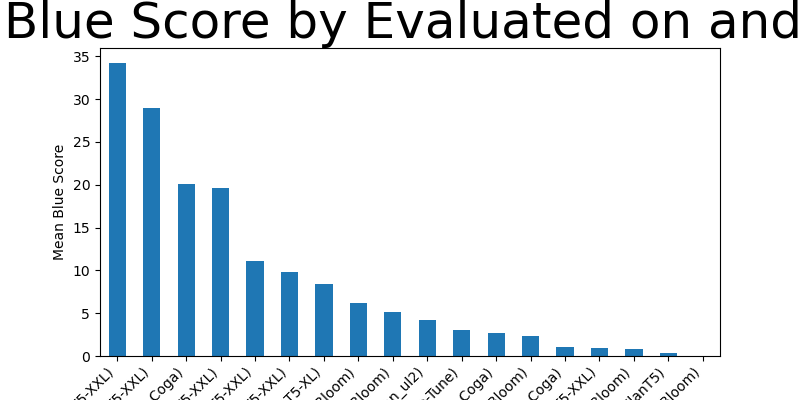 Blue Score by Evaluated on and
Mean Blue Score
35
30
25
20
15
10
5
0
5-XXL)
5-XXL)
Coga)
5-XXL)
5-XXL)
5-XXL)
T5-XL)
Bloom)
Bloom)
n_ul2)
-Tune)
Coga)
Bloom)
Coga)
5-XXL)
Bloom)
lanT5)
Bloom)